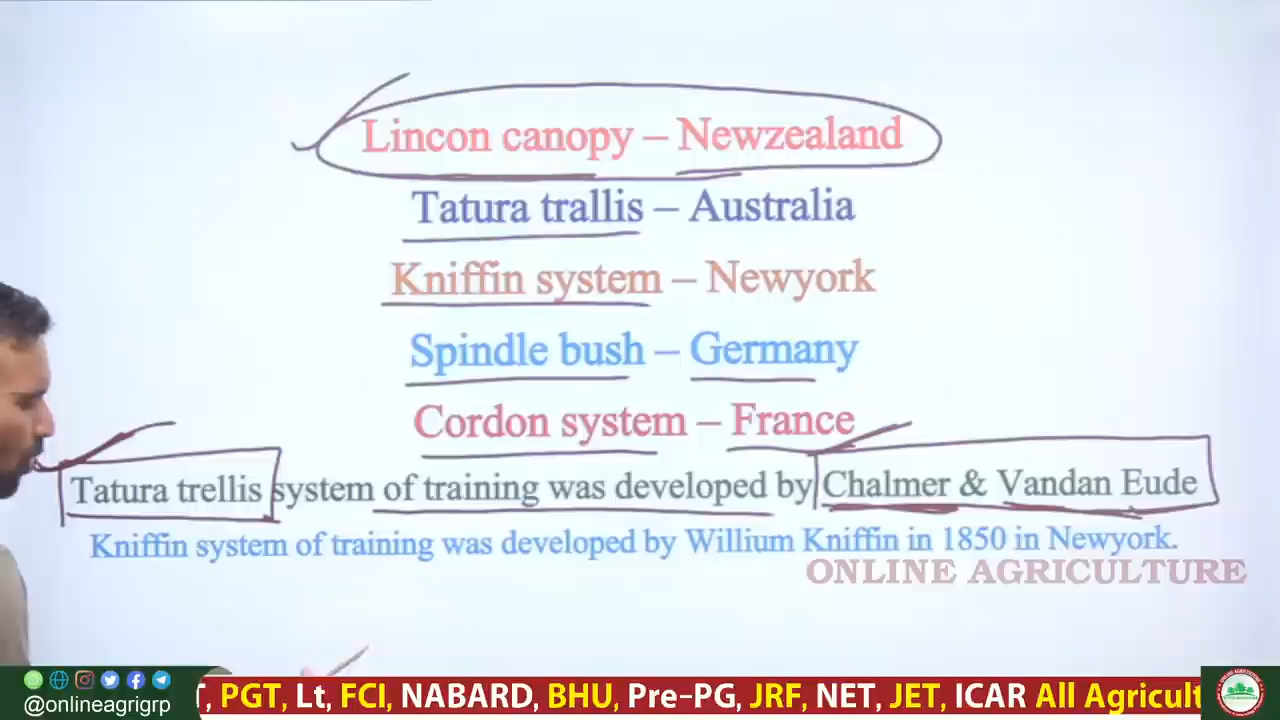 Lincon canopy – Newzealand
Tatura trallis – Australia
Kniffin system – Newyork
Spindle bush – Germany
Cordon system – France
Tatura trellis system of training was developed by Chalmer & Vandan Eude
Kniffin system of training was developed by Willium Kniffin in 1850 in Newyork.
ONLINE AGRICULTURE
@onlineagrigrp
T, PGT, Lt, FCI, NABARD, BHU, Pre-PG, JRF, NET, JET, ICAR All Agricult